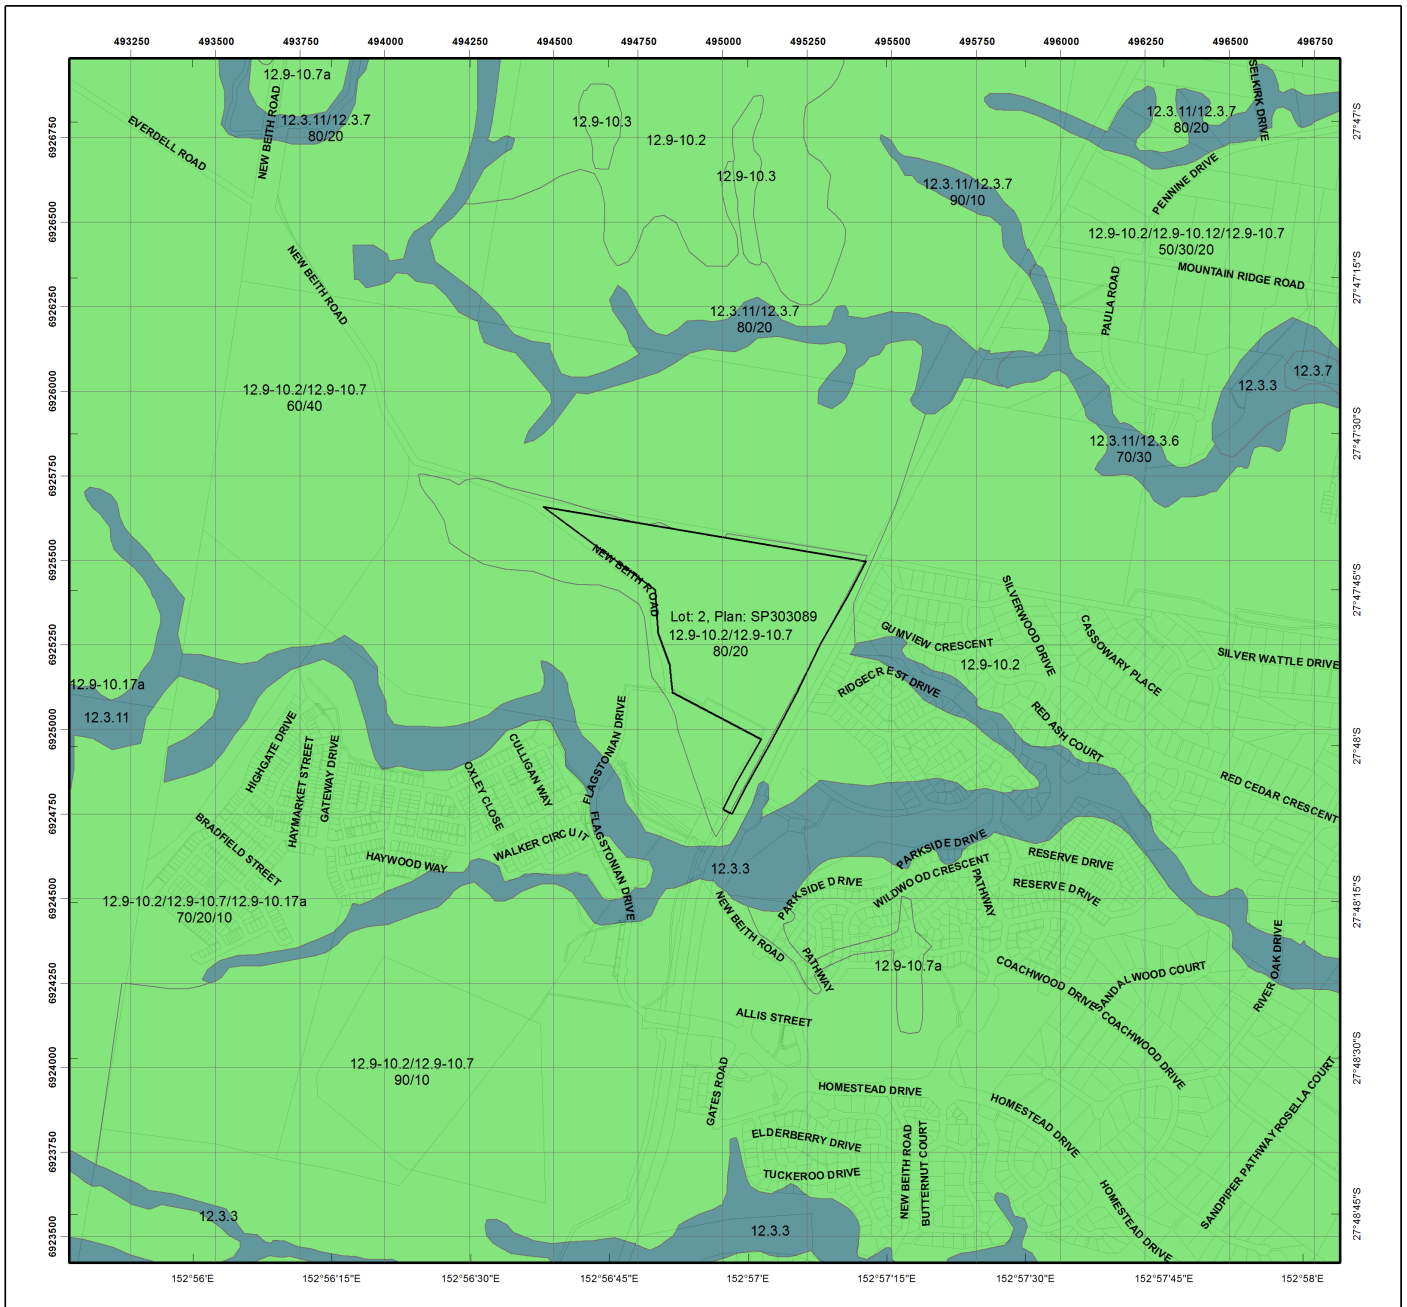 493250 493500 493750 494000 494250 494500 494750 495000 495250 495500 495750 496000 496250 496500 496750
12.9-10.7a
NEW BEITH ROAD
12.3.11/12.3.7
80/20
EVERDELL ROAD
12.9-10.3
12.9-10.2
12.9-10.3
12.3.11/12.3.7
90/10
12.3.11/12.3.7
80/20
SELKIRK DRIVE
PENNINE DRIVE
12.9-10.2/12.9-10.12/12.9-10.7
50/30/20
MOUNTAIN RIDGE ROAD
PAULA ROAD
NEW BEITH ROAD
12.3.11/12.3.7
80/20
12.9-10.2/12.9-10.7
60/40
12.3.3
12.3.7
12.3.11/12.3.6
70/30
NEW BEITH ROAD
Lot: 2, Plan: SP303089
12.9-10.2/12.9-10.7
80/20
GUMVIEW CRESCENT
SILVERWOOD DRIVE
CASSOWARY PLACE
SILVER WATTLE DRIVE
12.9-10.2
RIDGECREST DRIVE
RED ASH COURT
RED CEDAR CRESCENT
12.9-10.17a
12.3.11
HIGHGATE DRIVE
HAYMARKET STREET
GATEWAY DRIVE
BRADFIELD STREET
HAYWOOD WAY
OXLEY CLOSE
CULLIGAN WAY
WALKER CIRCUIT
FLAGSTONIAN DRIVE
FLAGSTONIAN DRIVE
12.9-10.2/12.9-10.7/12.9-10.17a
70/20/10
12.3.3
PARKSIDE DRIVE
PARKSIDE DRIVE
WILDWOOD CRESCENT
PATHWAY
RESERVE DRIVE
RESERVE DRIVE
NEW BEITH ROAD
PATHWAY
12.9-10.7a
COACHWOOD DRIVE
SANDALWOOD COURT
COACHWOOD DRIVE
RIVER OAK DRIVE
ALLIS STREET
12.9-10.2/12.9-10.7
90/10
GATES ROAD
HOMESTEAD DRIVE
HOMESTEAD DRIVE
HOMESTEAD DRIVE
ELDERBERRY DRIVE
TUCKEROO DRIVE
NEW BEITH ROAD
BUTTERNUT COURT
SANDPIPER PATHWAY ROSELLA COURT
12.3.3
12.3.3
6926750
6926500
6926250
6926000
6925750
6925500
6925250
6925000
6924750
6924500
6924250
6924000
6923750
6923500
27°47'S
27°47'15"S
27°47'30"S
27°47'45"S
27°48'S
27°48'15"S
27°48'30"S
27°48'45"S
152°56'E 152°56'15"E 152°56'30"E 152°56'45"E 152°57'E 152°57'15"E 152°57'30"E 152°57'45"E 152°58'E